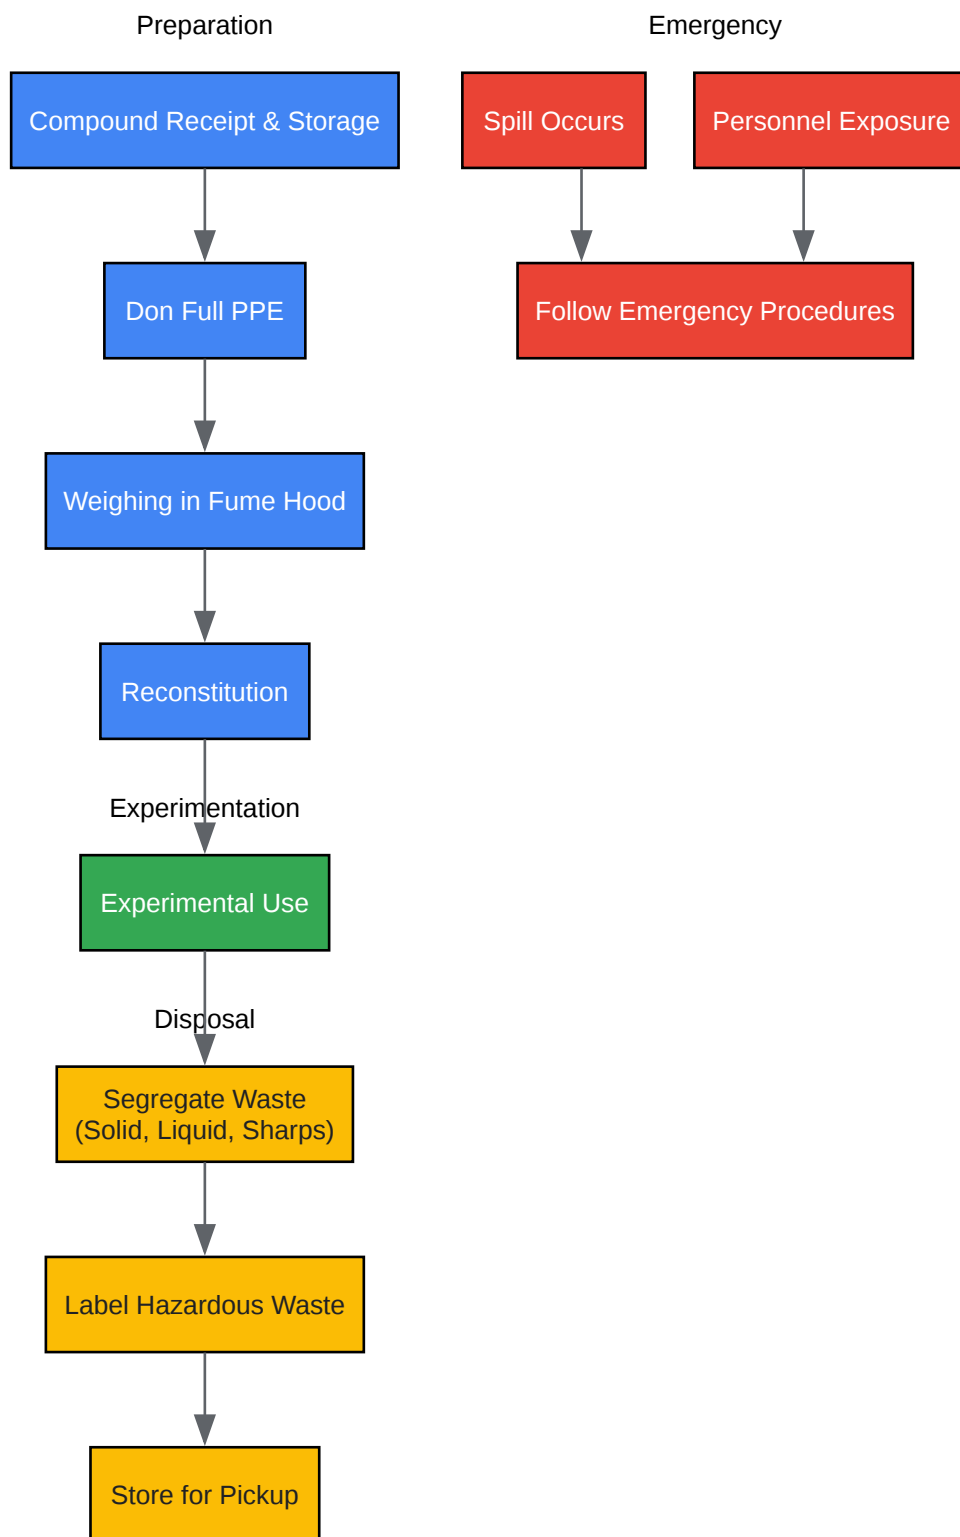 Preparation
Compound Receipt & Storage
Don Full PPE
Weighing in Fume Hood
Reconstitution
Experimentation
Experimental Use
Disposal
Segregate Waste
(Solid, Liquid, Sharps)
Label Hazardous Waste
Store for Pickup
Emergency
Spill Occurs
Personnel Exposure
Follow Emergency Procedures